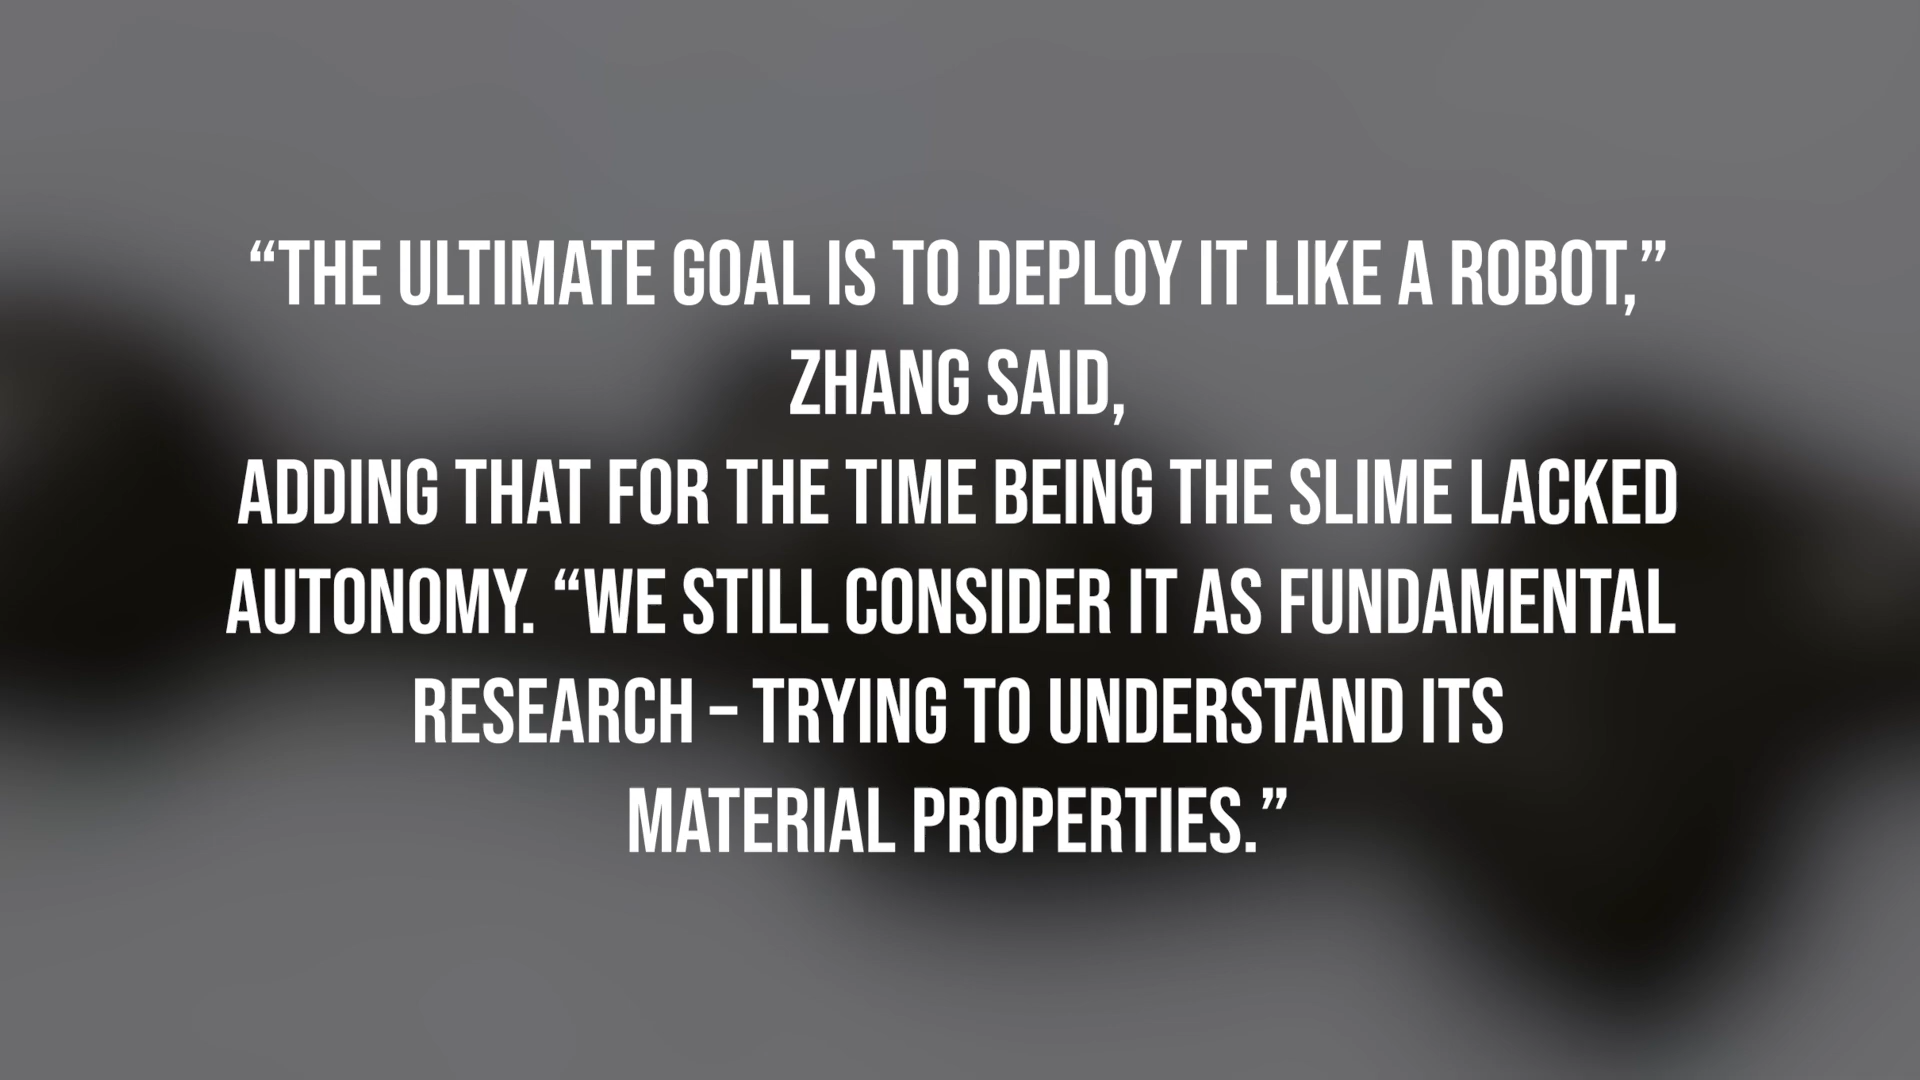 “THE ULTIMATE GOAL IS TO DEPLOY IT LIKE A ROBOT,”
ZHANG SAID,
ADDING THAT FOR THE TIME BEING THE SLIME LACKED
AUTONOMY. “WE STILL CONSIDER IT AS FUNDAMENTAL
RESEARCH – TRYING TO UNDERSTAND ITS
MATERIAL PROPERTIES.”